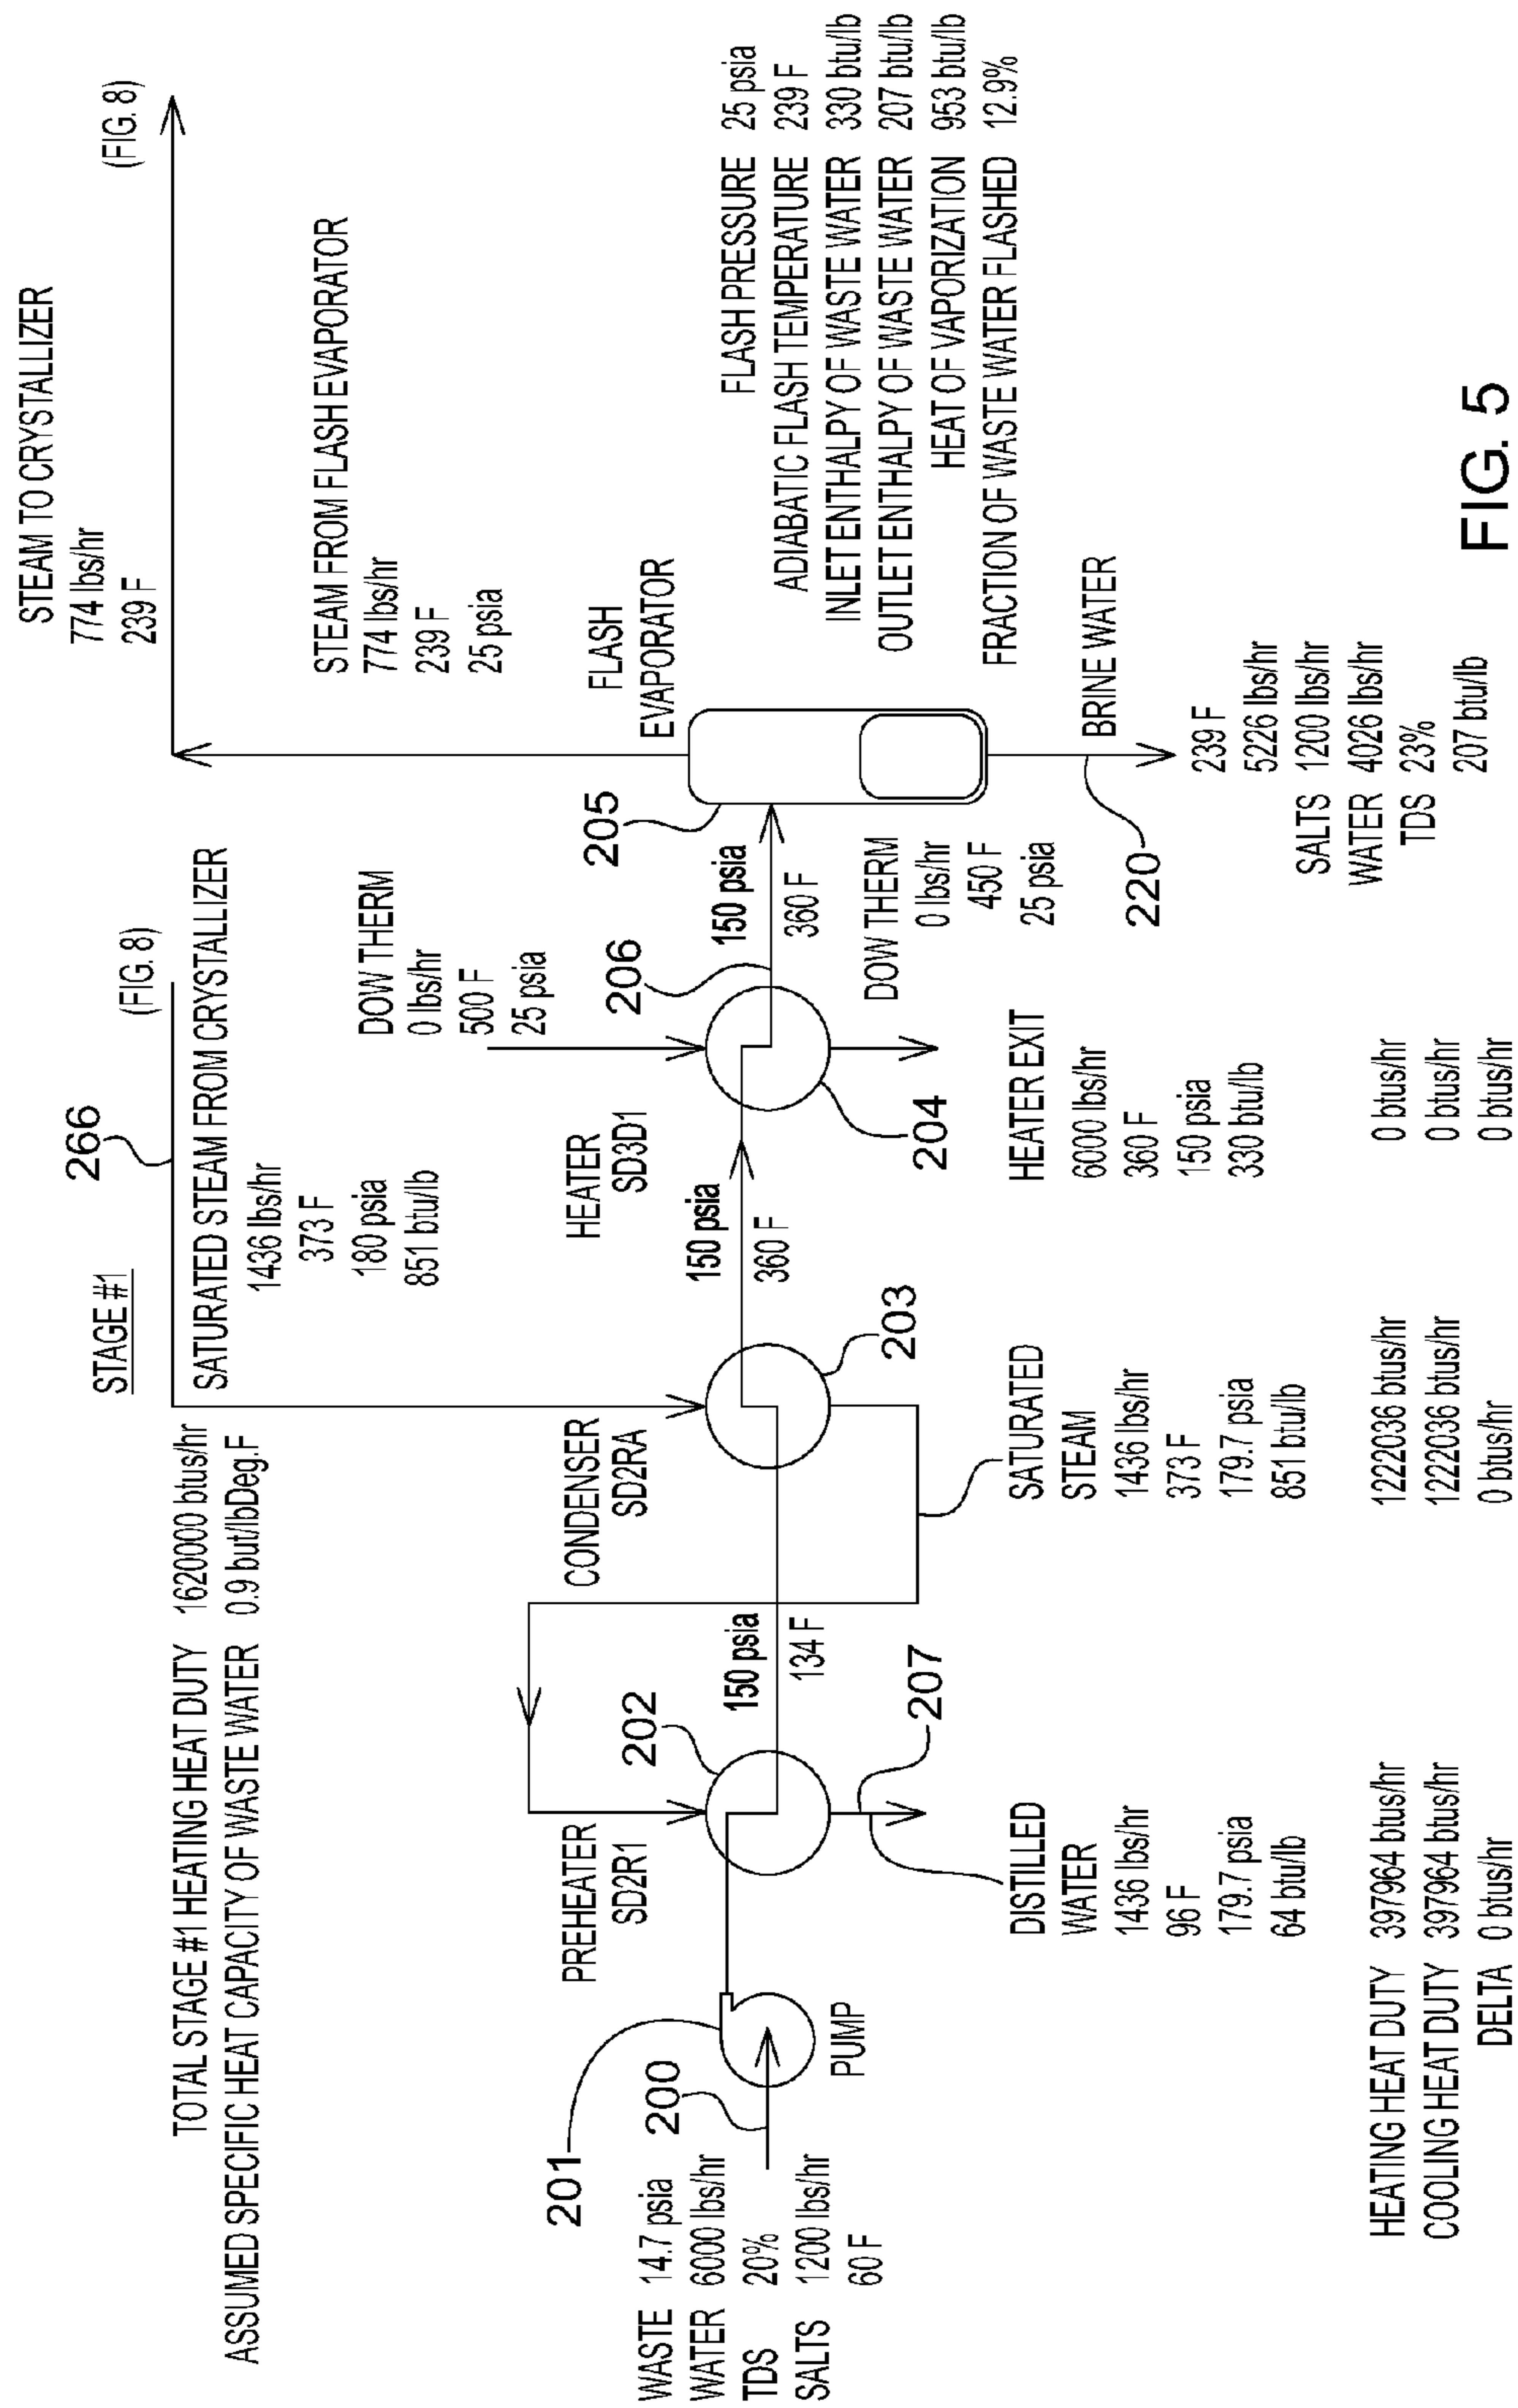 STEAM TO CRYSTALLIZER
774 lbs/hr
239 F
(FIG. 8)
STAGE #1
266
(FIG. 8)
TOTAL STAGE #1 HEATING HEAT DUTY 1620000 btus/hr
ASSUMED SPECIFIC HEAT CAPACITY OF WASTE WATER 0.9 but/lbDeg.F
SATURATED STEAM FROM CRYSTALLIZER
1436 lbs/hr
373 F
180 psia
851 btu/lb
STEAM FROM FLASH EVAPORATOR
774 lbs/hr
239 F
25 psia
DOW THERM
0 lbs/hr
500 F
25 psia
201
PREHEATER
SD2R1
CONDENSER
SD2RA
HEATER
SD3D1
FLASH
EVAPORATOR
205
206
202
200
WASTE 14.7 psia
WATER 6000 lbs/hr
TDS 20%
SALTS 1200 lbs/hr
60 F
PUMP
150 psia
134 F
150 psia
360 F
150 psia
360 F
207
203
204
DOW THERM
0 lbs/hr
450 F
25 psia
FLASH PRESSURE 25 psia
ADIABATIC FLASH TEMPERATURE 239 F
INLET ENTHALPY OF WASTE WATER 330 btu/lb
OUTLET ENTHALPY OF WASTE WATER 207 btu/lb
HEAT OF VAPORIZATION 953 btu/lb
FRACTION OF WASTE WATER FLASHED 12.9%
DISTILLED
WATER
1436 lbs/hr
96 F
179.7 psia
64 btu/lb
SATURATED
STEAM
1436 lbs/hr
373 F
179.7 psia
851 btu/lb
HEATER EXIT
6000 lbs/hr
360 F
150 psia
330 btu/lb
220
BRINE WATER
239 F
5226 lbs/hr
SALTS 1200 lbs/hr
WATER 4026 lbs/hr
TDS 23%
207 btu/lb
HEATING HEAT DUTY 397964 btus/hr 1222036 btus/hr 0 btus/hr
COOLING HEAT DUTY 397964 btus/hr 1222036 btus/hr 0 btus/hr
DELTA 0 btus/hr 0 btus/hr 0 btus/hr
FIG. 5